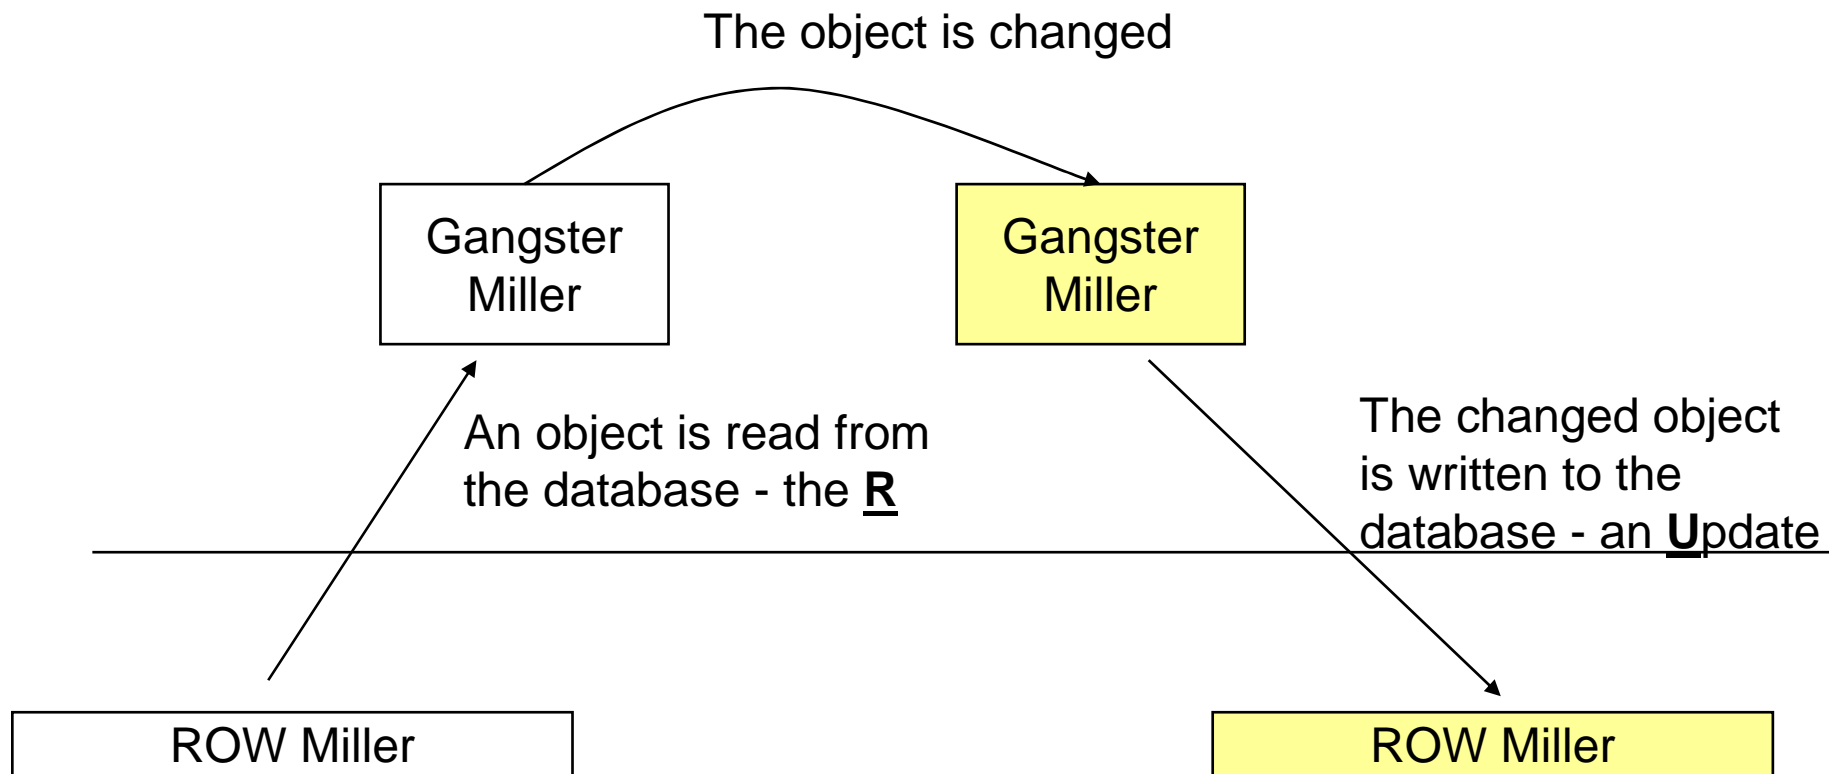 The object is changed
Gangster
Miller
Gangster
Miller
An object is read from
the database - the R
The changed object
is written to the
database - an Update
ROW Miller
ROW Miller